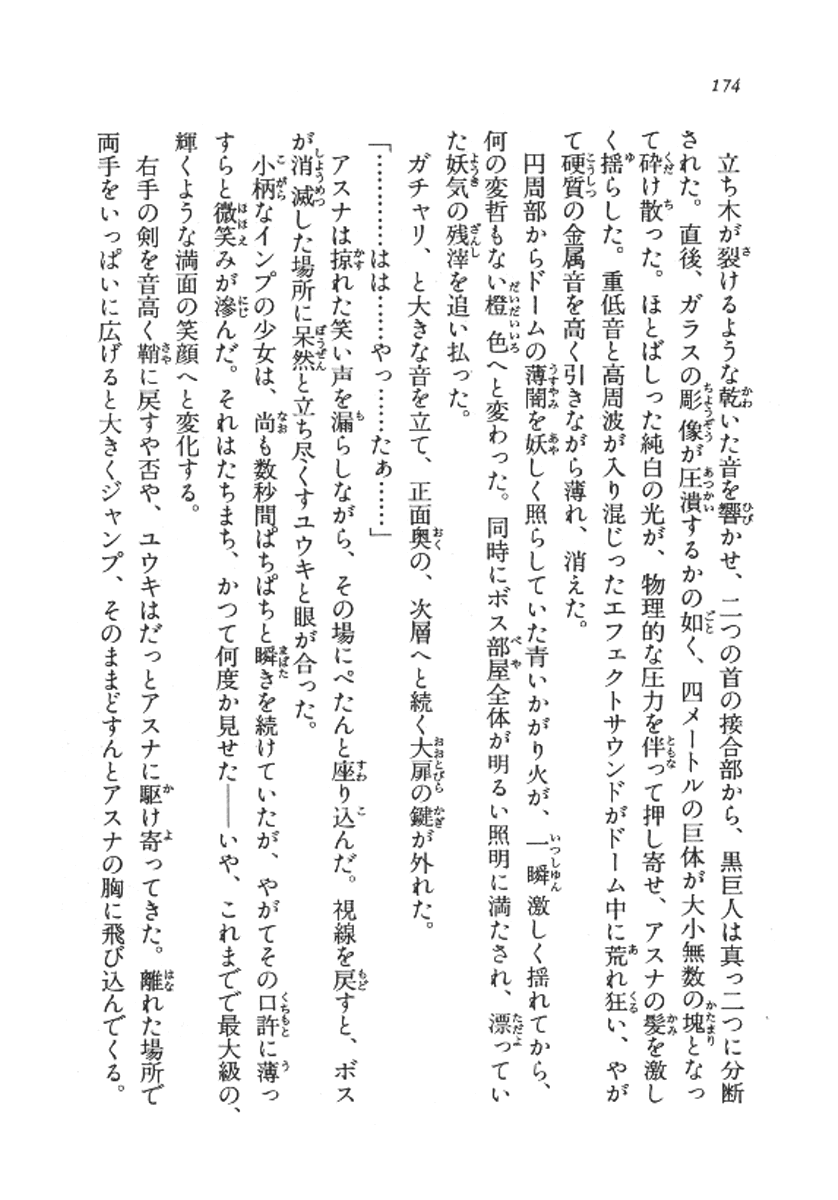 174
立ち木が裂けるような乾いた音を響かせ、二つの首の接合部から、黒巨人は真っ二つに分断
された。直後、ガラスの彫像が圧潰するかの如く、四メートルの巨体が大小無数の塊となっ
て砕け散った。ほとばしった純白の光が、物理的な圧力を伴って押し寄せ、アスナの髪を激し
く揺らした。重低音と高周波が入り混じったエフェクトサウンドがドーム中に荒れ狂い、やが
て硬質の金属音を高く引きながら薄れ、消えた。
円周部からドームの薄闇を妖しく照らしていた青いかがり火が、一瞬激しく揺れてから、
何の変哲もない橙色へと変わった。同時にボス部屋全体が明るい照明に満たされ、漂ってい
た妖気の残滓を追い払った。
ガチャリ、と大きな音を立て、正面奥の、次層へと続く大扉の鍵が外れた。
「…………はは……やっ……たぁ……」
アスナは掠れた笑い声を漏らしながら、その場にぺたんと座り込んだ。視線を戻すと、ボス
が消滅した場所に呆然と立ち尽くすユウキと眼が合った。
小柄なインプの少女は、尚も数秒間ぱちぱちと瞬きを続けていたが、やがてその口許に薄っ
すらと微笑みが滲んだ。それはたちまち、かつて何度か見せた――いや、これまでで最大級の、
輝くような満面の笑顔へと変化する。
右手の剣を音高く鞘に戻すや否や、ユウキはだっとアスナに駆け寄ってきた。離れた場所で
両手をいっぱいに広げると大きくジャンプ、そのままどすんとアスナの胸に飛び込んでくる。